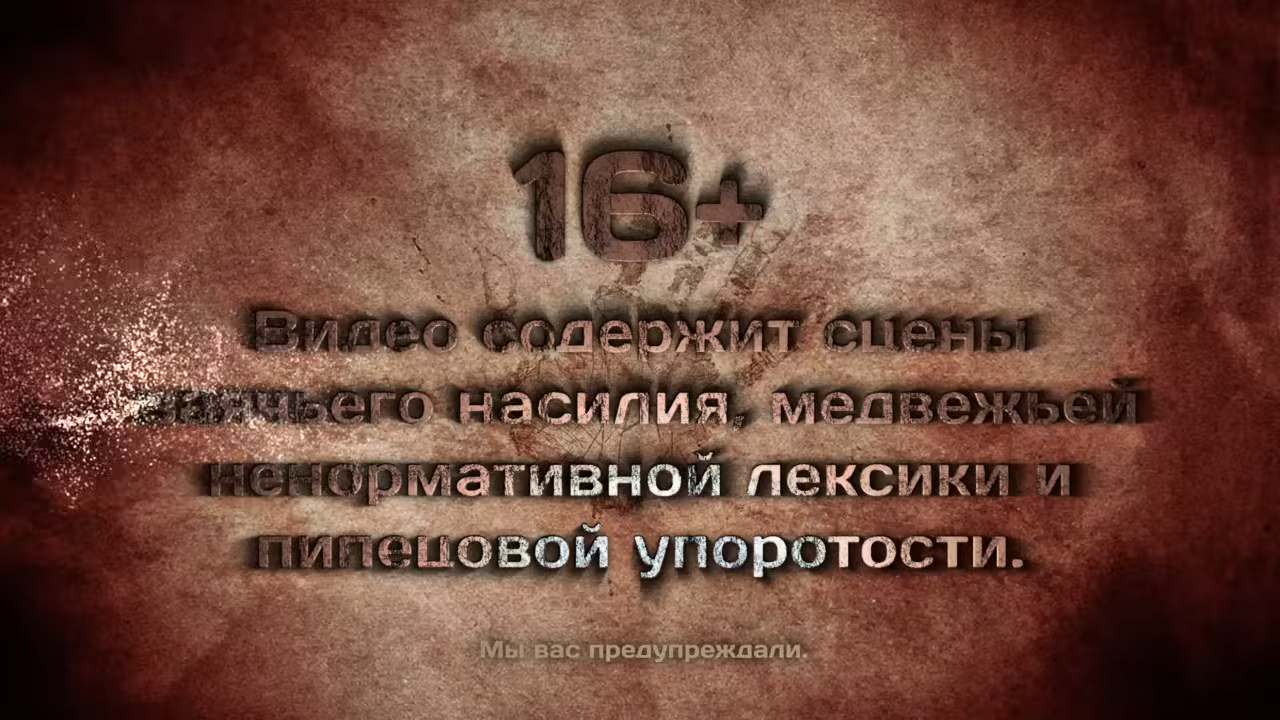 16+
Видео содержит сцены
заячьего насилия, медвежьей
ненормативной лексики и
пипецовой упоротости.
Мы вас предупреждали.